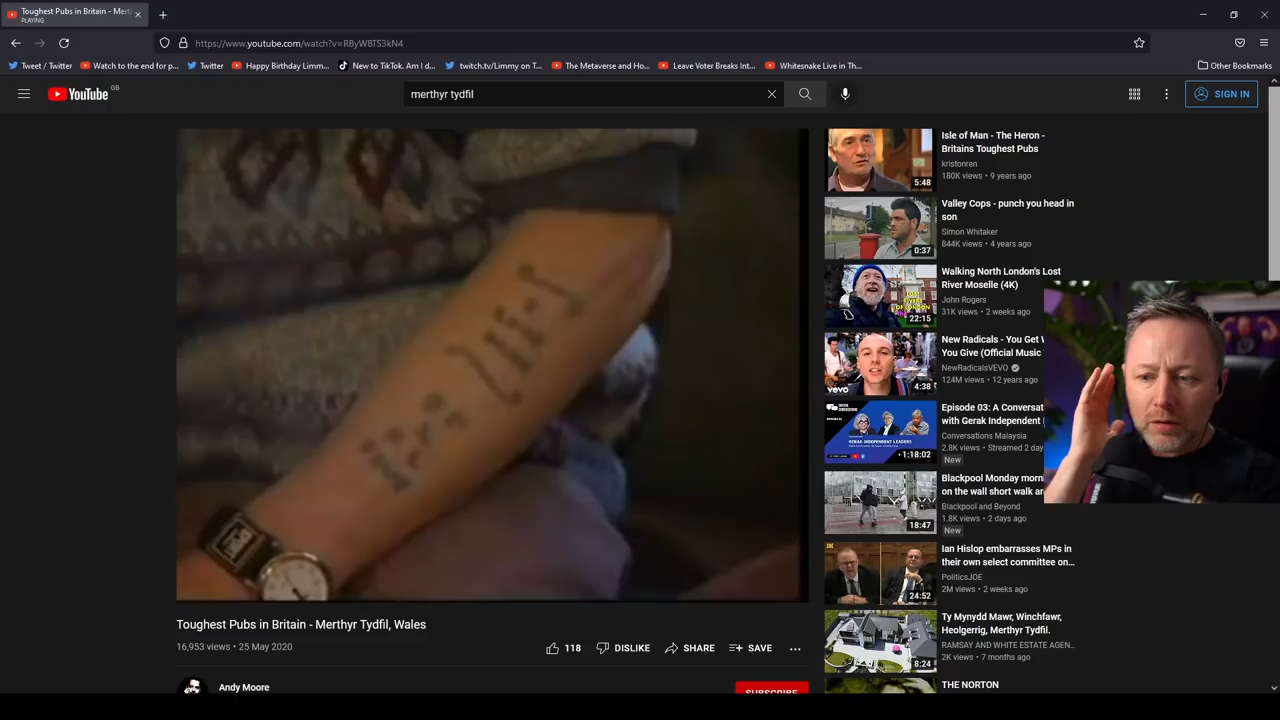 Toughest Pubs in Britain - Mert
PLAYING
https://www.youtube.com/watch?v=RByWBTS3kN4
Tweet / Twitter
Watch to the end for p...
Twitter
Happy Birthday Limm...
New to TikTok. Am I d...
twitch.tv/Limmy on T...
The Metaverse and Ho...
Leave Voter Breaks Int...
Whitesnake Live in Th...
Other Bookmarks
YouTube GB
merthyr tydfil
SIGN IN
Isle of Man - The Heron -
Britains Toughest Pubs
kristonren
180K views • 9 years ago
5:48
Valley Cops - punch you head in
son
Simon Whitaker
844K views • 4 years ago
0:37
Walking North London's Lost
River Moselle (4K)
John Rogers
31K views • 2 weeks ago
22:15
New Radicals - You Get
You Give (Official Music
NewRadicalsVEVO
124M views • 12 years ago
vevo
4:38
Episode 03: A Conversat
with Gerak Independent
Conversations Malaysia
2.8K views • Streamed 2 day
New
GERAK INDEPENDENT LEADERS
1:18:02
Blackpool Monday morn
on the wall short walk ar
Blackpool and Beyond
1.8K views • 2 days ago
New
18:47
Ian Hislop embarrasses MPs in
their own select committee on...
PoliticsJOE
2M views • 2 weeks ago
JOE
24:52
Ty Mynydd Mawr, Winchfawr,
Heolgerrig, Merthyr Tydfil.
RAMSAY AND WHITE ESTATE AGEN...
2K views • 7 months ago
8:24
THE NORTON
Toughest Pubs in Britain - Merthyr Tydfil, Wales
16,953 views • 25 May 2020
118
DISLIKE
SHARE
SAVE
Andy Moore
SUBSCRIBE